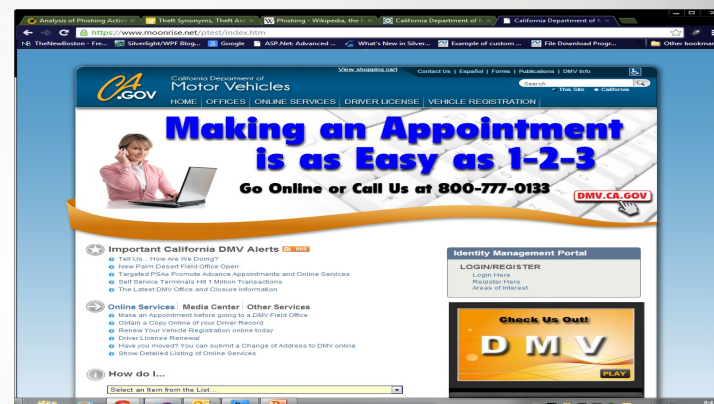 Analysis of Phishing Activi
Theft Synonyms, Theft An
Phishing - Wikipedia, the f
California Department of M
California Department of M
https://www.moonrise.net/ptest/index.htm
TheNewBoston - Fre...
Silverlight/WPF Blog...
Google
ASP.Net: Advanced ...
What's New in Silver...
Example of custom ...
File Download Progr...
Other bookmar
View shopping cart
Contact Us | Español | Forms | Publications | DMV Info
CA.GOV
California Department of
Motor Vehicles
Search
This Site
California
HOME | OFFICES | ONLINE SERVICES | DRIVER LICENSE | VEHICLE REGISTRATION
Making an Appointment
is as Easy as 1-2-3
Go Online or Call Us at 800-777-0133
DMV.CA.GOV
Important California DMV Alerts RSS
Tell Us... How Are We Doing?
New Palm Desert Field Office Open
Targeted PSAs Promote Advance Appointments and Online Services
Self Service Terminals Hit 1 Million Transactions
The Latest DMV Office and Closure Information
Online Services | Media Center | Other Services
Make an Appointment before going to a DMV Field Office
Obtain a Copy Online of your Driver Record
Renew Your Vehicle Registration online today
Driver License Renewal
Have you moved? You can submit a Change of Address to DMV online.
Show Detailed Listing of Online Services
How do I...
Select an Item from the List...
Identity Management Portal
LOGIN/REGISTER
Login Here
Register Here
Areas of Interest
Check Us Out!
DMV
PLAY